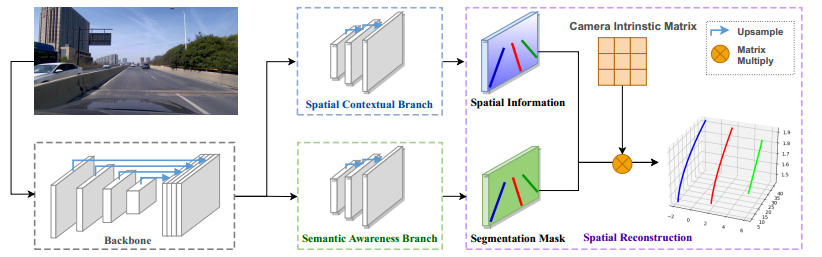 Camera Intrinstic Matrix
Upsample
Matrix
Multiply
Spatial Contextual Branch
Spatial Information
1.9
1.8
1.7
1.6
1.5
-2
0
2
4
6
5
10
15
20
25
30
35
40
Backbone
Semantic Awareness Branch
Segmentation Mask
Spatial Reconstruction